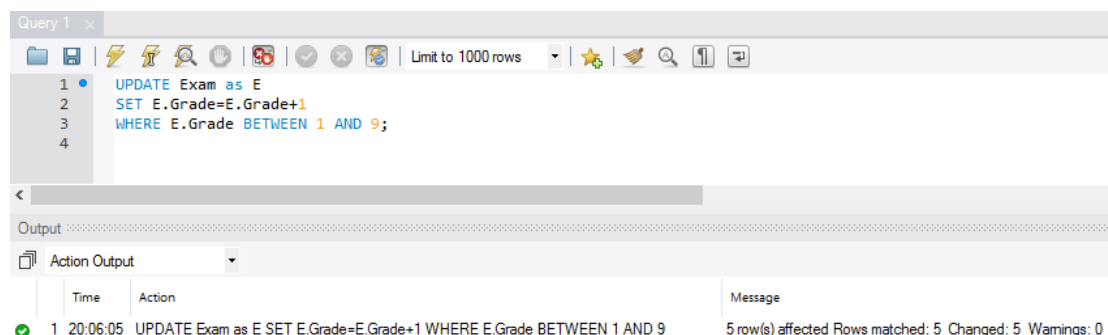 Query 1
Limit to 1000 rows
1 UPDATE Exam as E
2 SET E.Grade=E.Grade+1
3 WHERE E.Grade BETWEEN 1 AND 9;
4
Output
Action Output
Time Action Message
1 20:06:05 UPDATE Exam as E SET E.Grade=E.Grade+1 WHERE E.Grade BETWEEN 1 AND 9 5 row(s) affected Rows matched: 5 Changed: 5 Warnings: 0